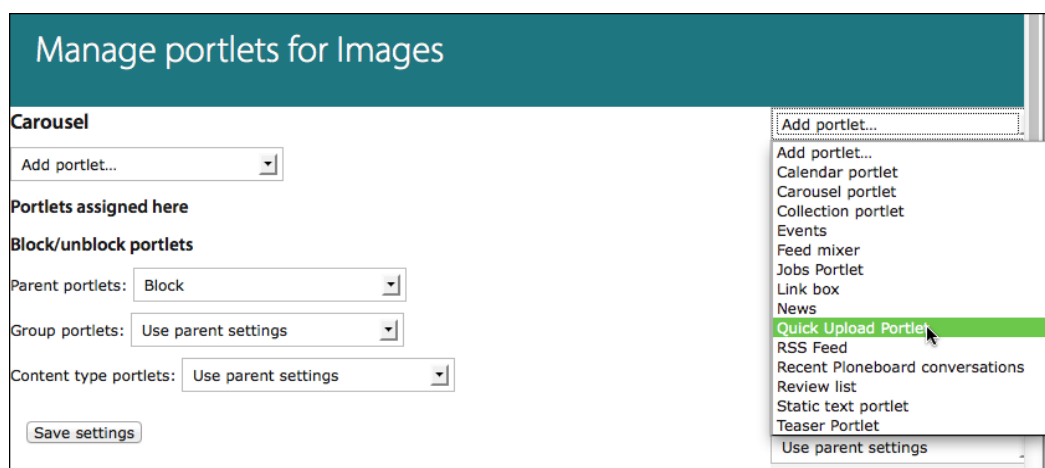 Manage portlets for Images
Carousel
Add portlet...
Portlets assigned here
Block/unblock portlets
Parent portlets: Block
Group portlets: Use parent settings
Content type portlets: Use parent settings
Save settings
Add portlet...
Add portlet...
Calendar portlet
Carousel portlet
Collection portlet
Events
Feed mixer
Jobs Portlet
Link box
News
Quick Upload Portlet
RSS Feed
Recent Ploneboard conversations
Review list
Static text portlet
Teaser Portlet
Use parent settings